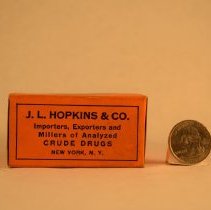 J. L. HOPKINS & CO.
Importers, Exporters and
Millers of Analyzed
CRUDE DRUGS
NEW YORK, N. Y.